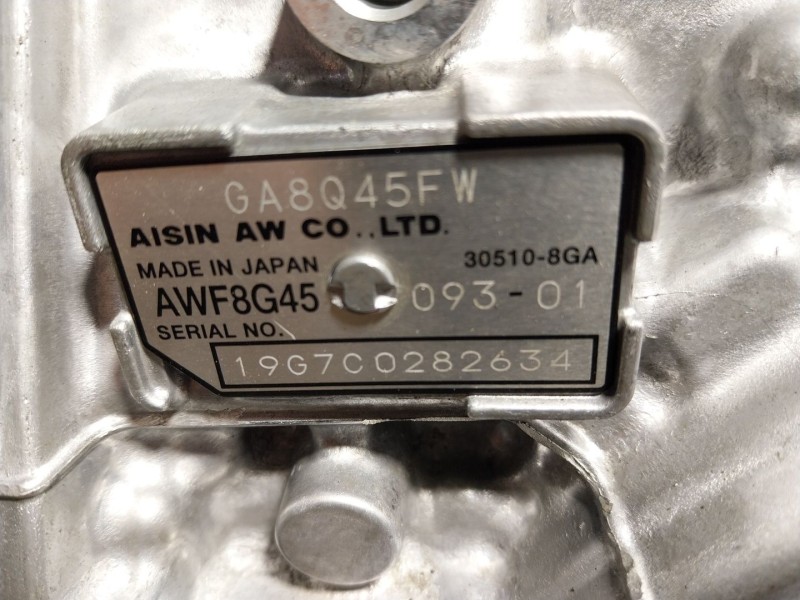 GA8Q45FW
AISIN AW CO.,LTD.
MADE IN JAPAN 30510-8GA
AWF8G45 093-01
SERIAL NO.
19G7C0282634